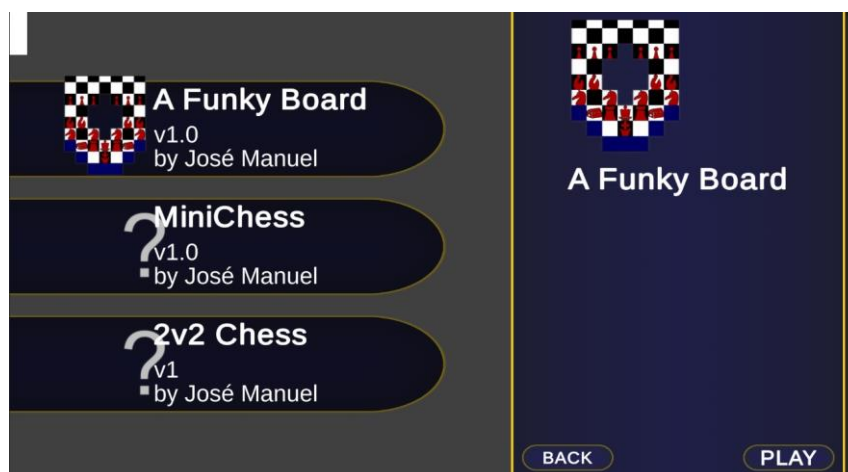 A Funky Board
v1.0
by José Manuel
?
MiniChess
v1.0
by José Manuel
?
2v2 Chess
v1
by José Manuel
A Funky Board
BACK
PLAY